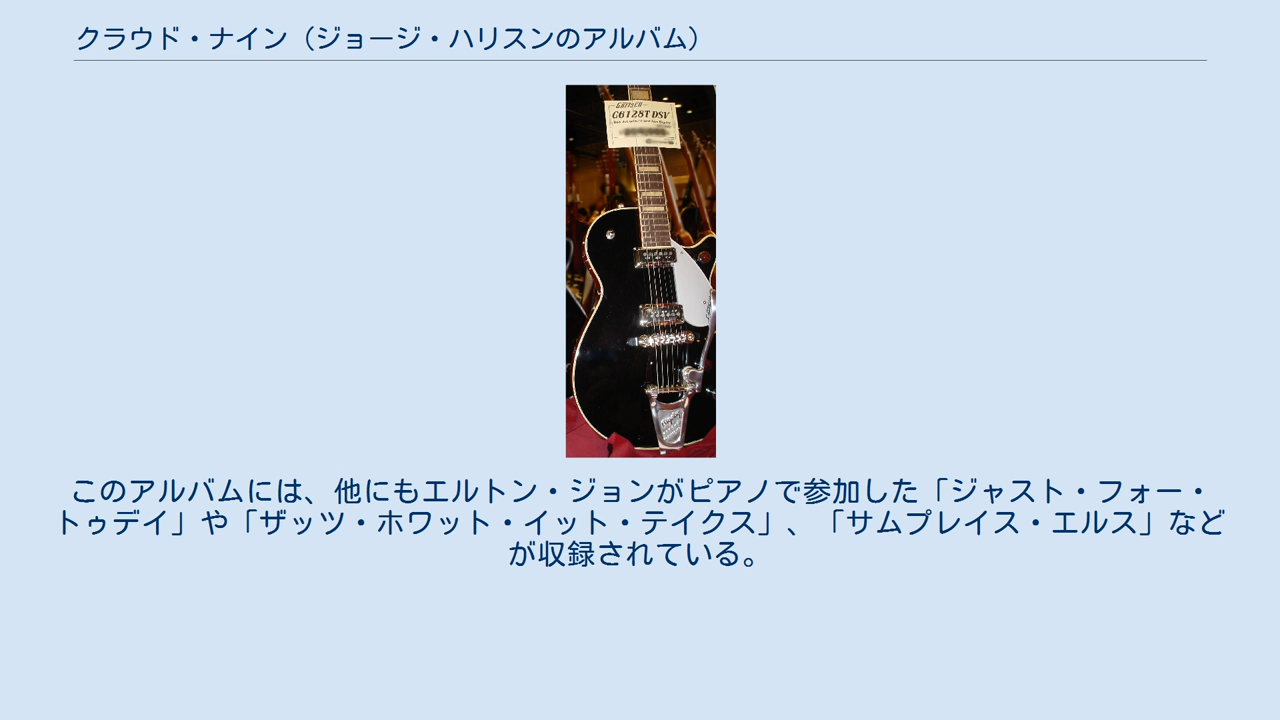 クラウド・ナイン（ジョージ・ハリスンのアルバム）
GRETSCH
G6128T DSV
このアルバムには、他にもエルトン・ジョンがピアノで参加した「ジャスト・フォー・
トゥデイ」や「ザッツ・ホワット・イット・テイクス」、「サムプレイス・エルス」など
が収録されている。